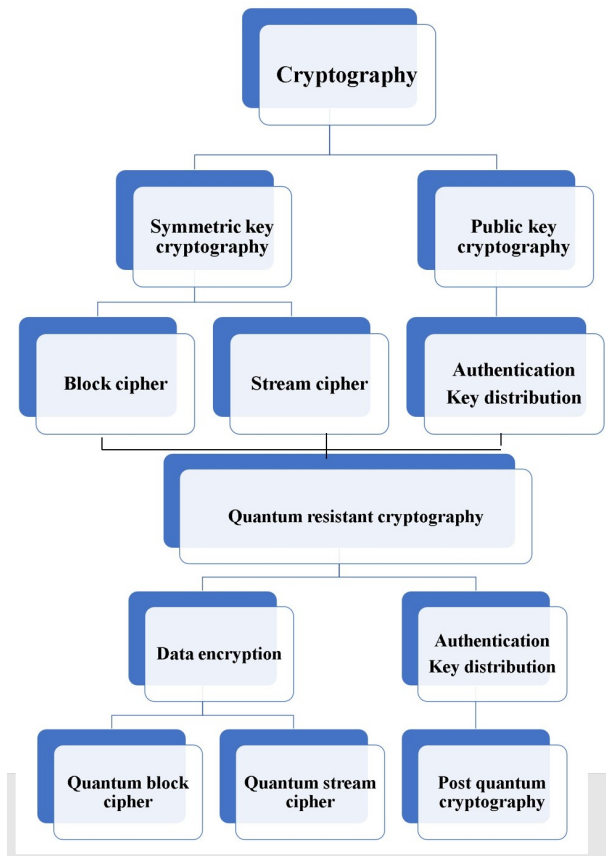 Cryptography
Symmetric key
cryptography
Public key
cryptography
Block cipher
Stream cipher
Authentication
Key distribution
Quantum resistant cryptography
Data encryption
Authentication
Key distribution
Quantum block
cipher
Quantum stream
cipher
Post quantum
cryptography